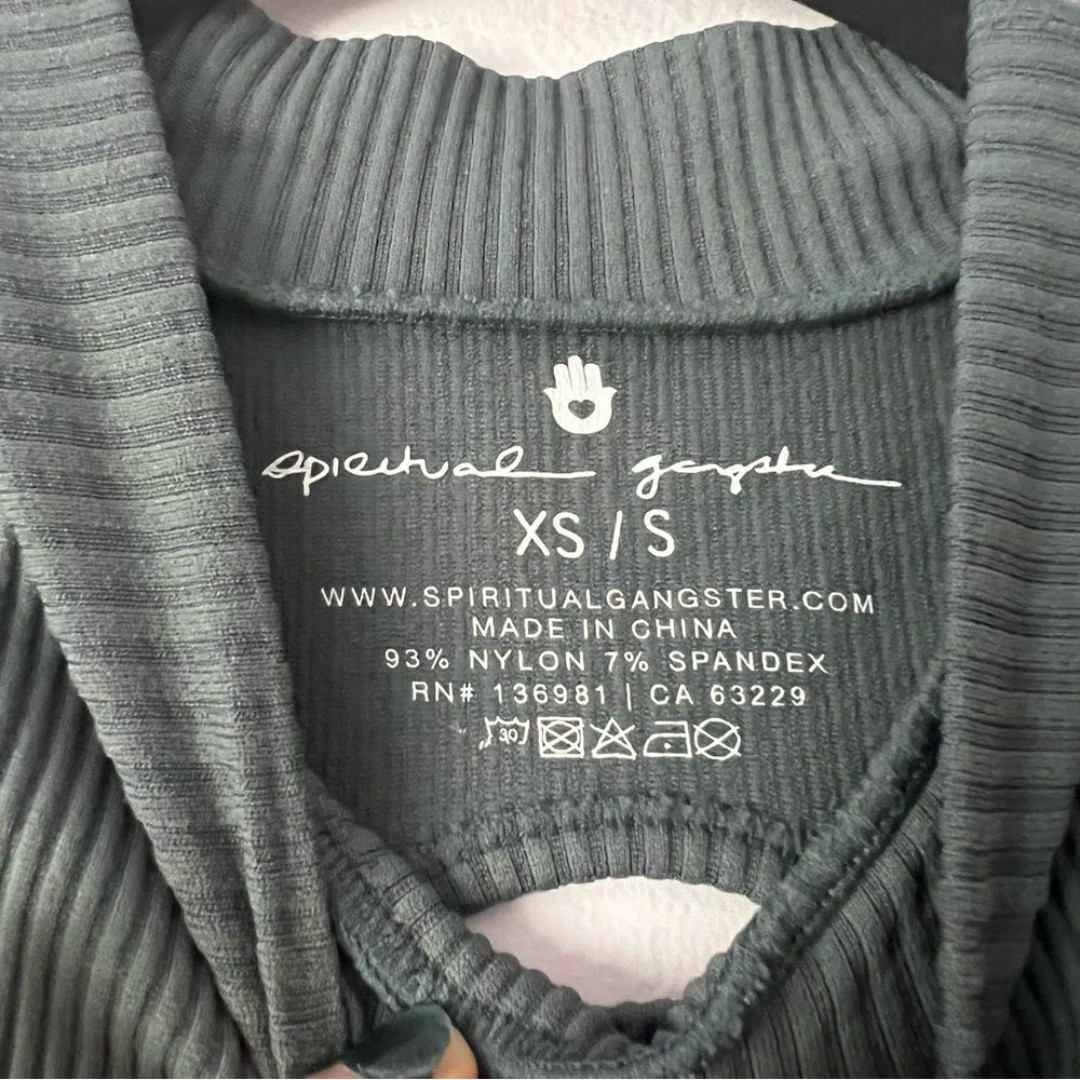 spiritual gangster
XS / S
WWW.SPIRITUALGANGSTER.COM
MADE IN CHINA
93% NYLON 7% SPANDEX
RN# 136981 | CA 63229
30